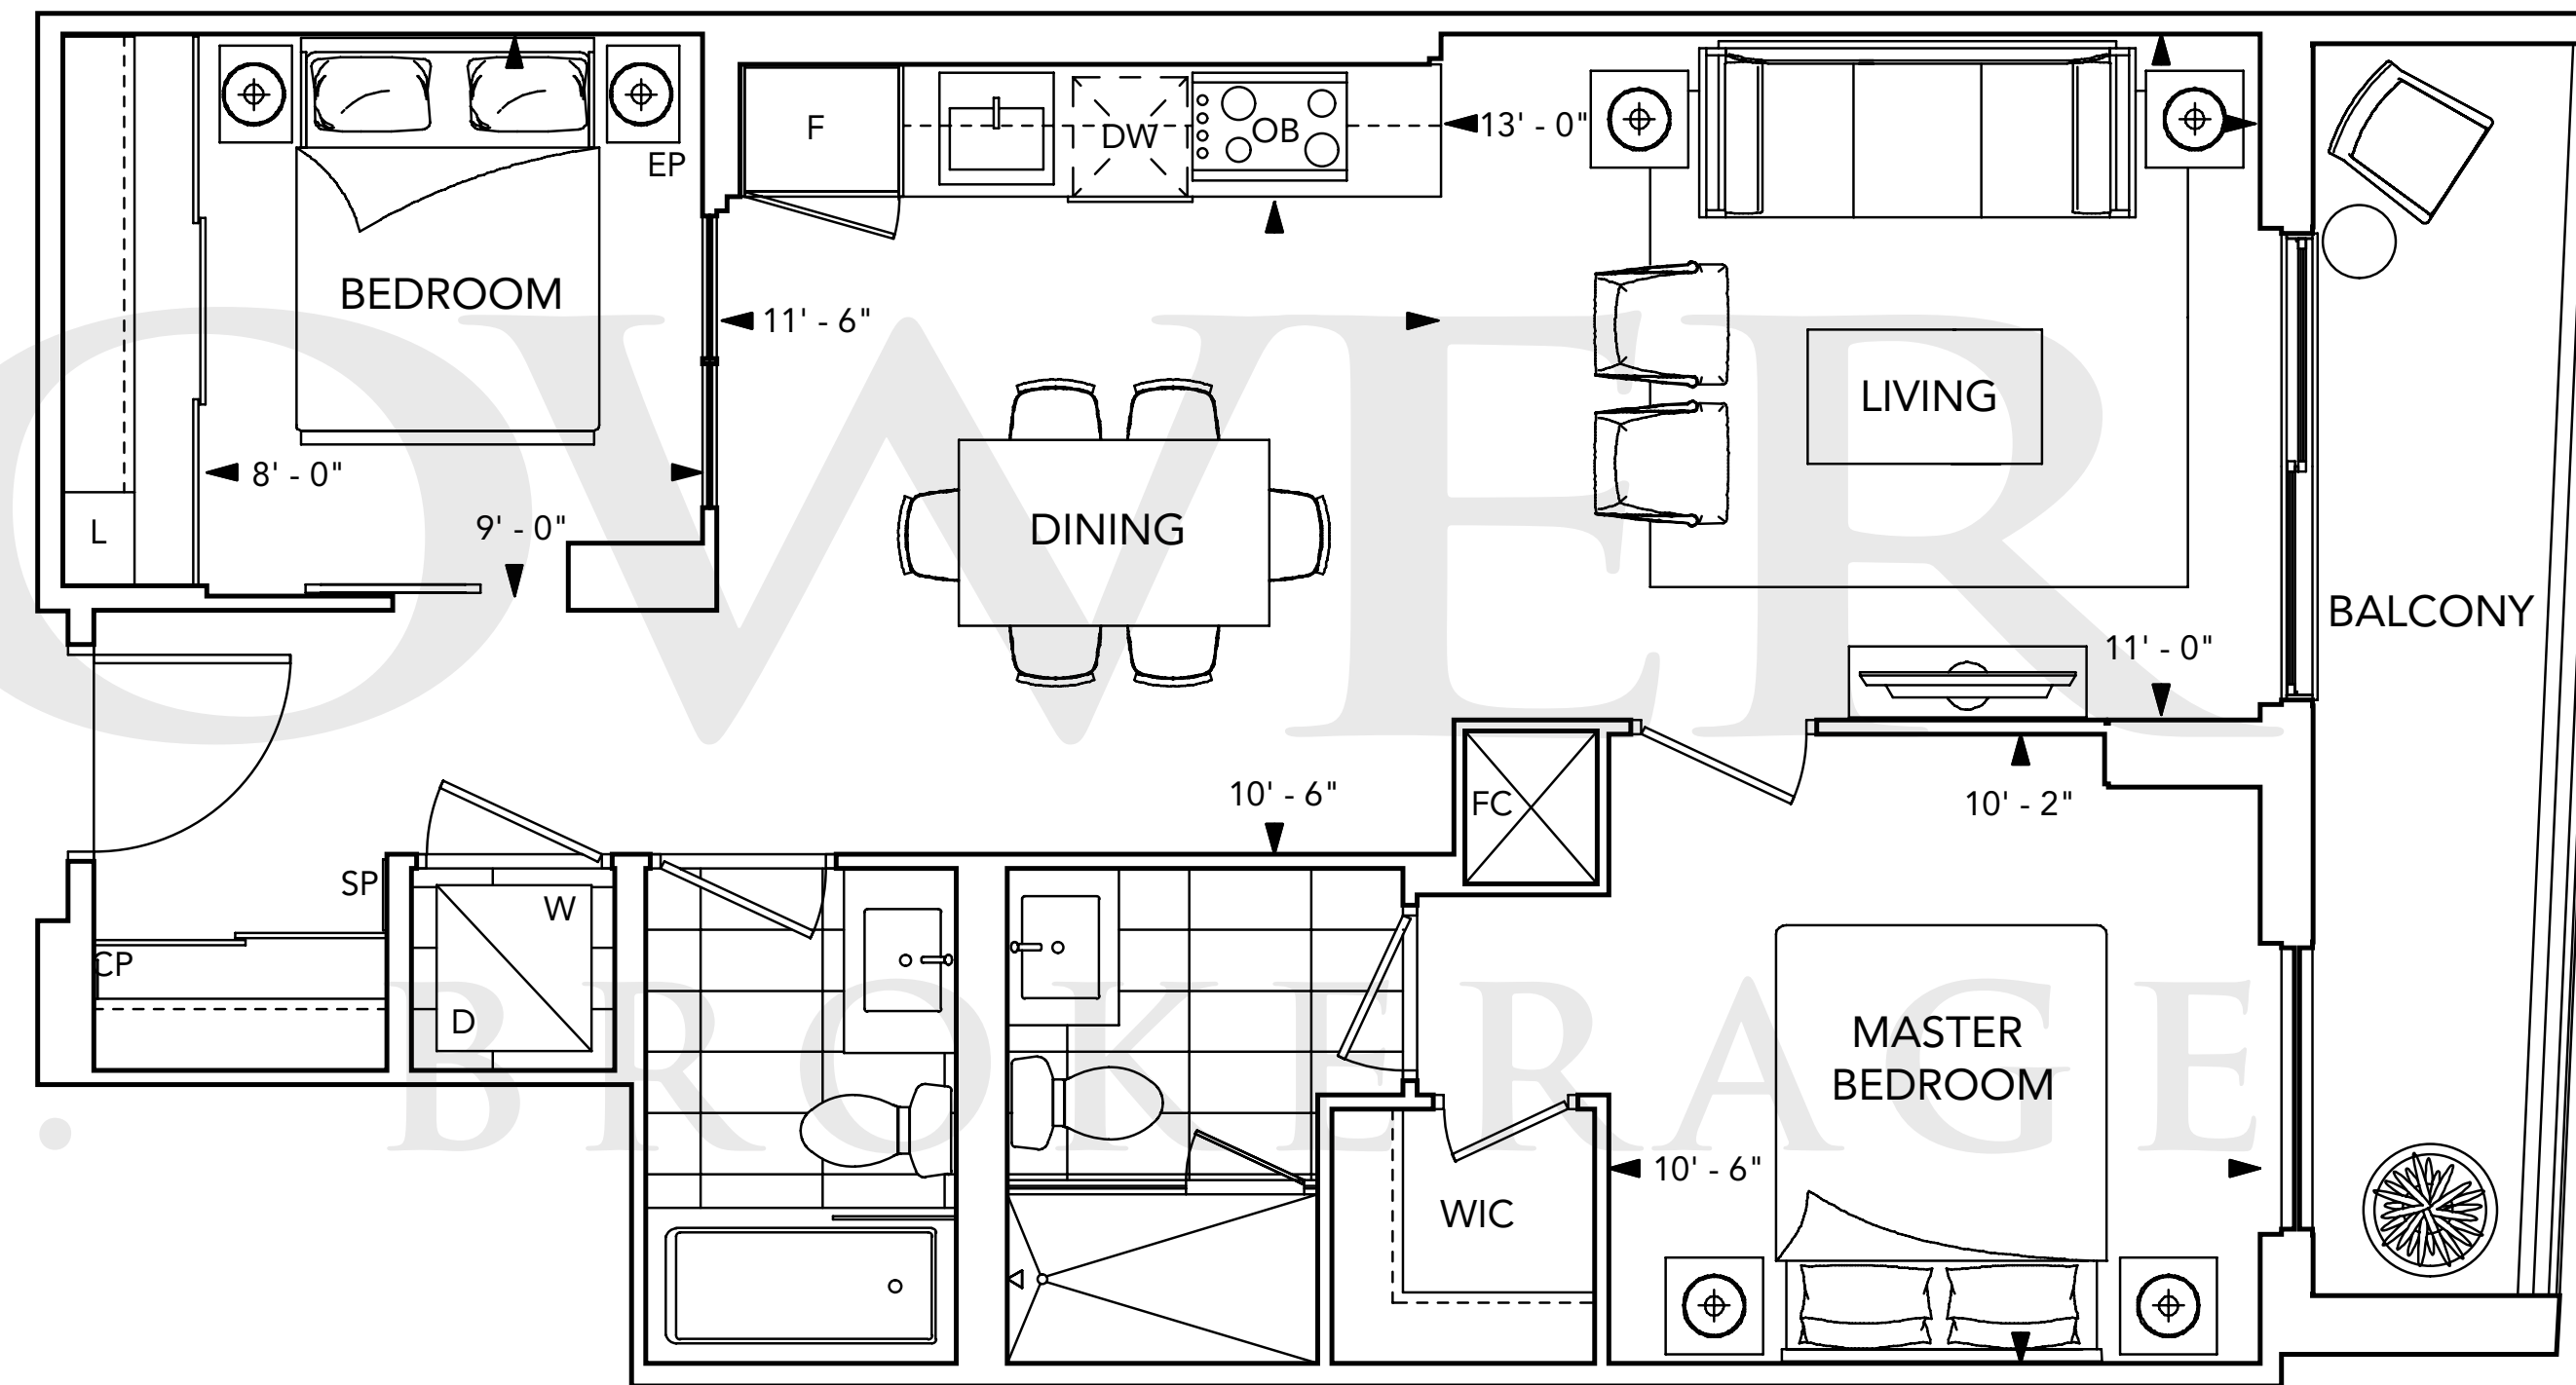 F
DW
OB
13' - 0"
EP
BEDROOM
11' - 6"
LIVING
8' - 0"
9' - 0"
L
DINING
BALCONY
11' - 0"
10' - 6"
FC
10' - 2"
SP
W
CP
D
MASTER
BEDROOM
10' - 6"
WIC
OWER
. BROKERAGE